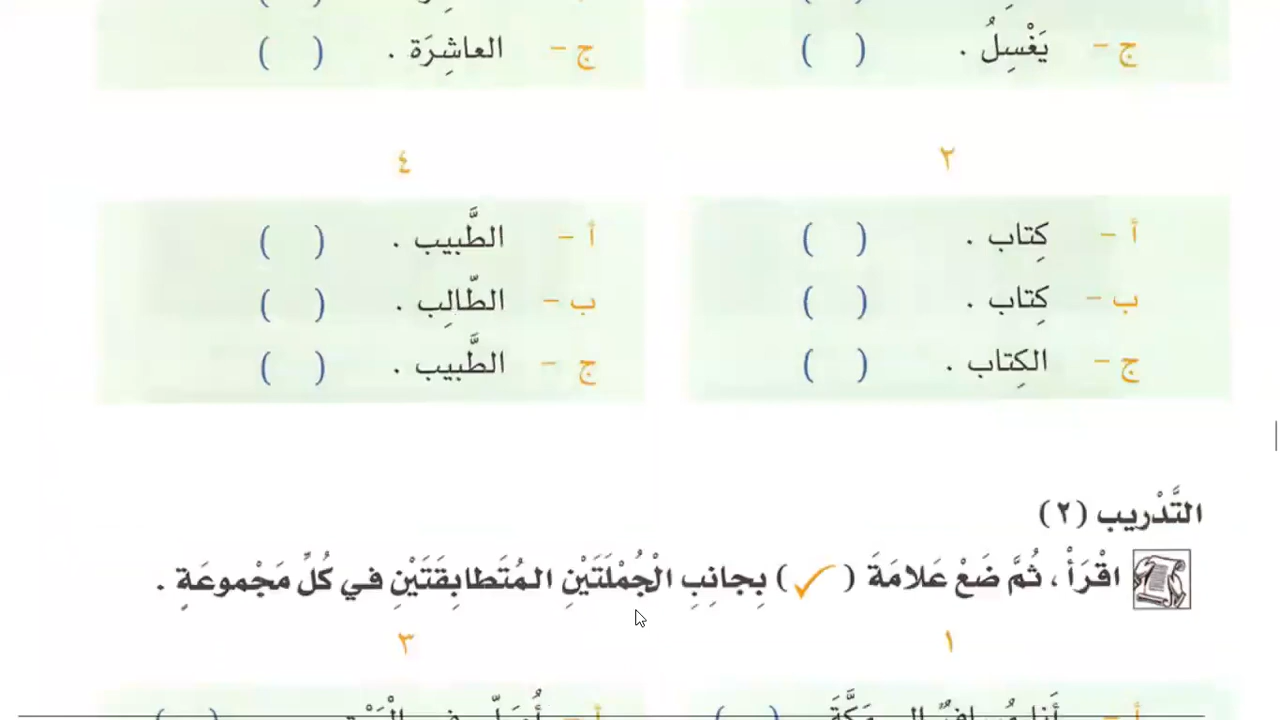 ج - يَغْسِلُ . ( )
ج - العاشِرَة . ( )
٢
أ - كِتاب . ( )
ب - كِتاب . ( )
ج - الكِتاب . ( )
٤
أ - الطَّبيب . ( )
ب - الطّالِب . ( )
ج - الطَّبيب . ( )
التَّدْريب (٢)
اقْرَأْ ، ثُمَّ ضَعْ عَلامَةَ ( ✓ ) بِجانِبِ الْجُمْلَتَيْنِ المُتَطابِقَتَيْنِ في كُلِّ مَجْموعَةٍ .
١
٣